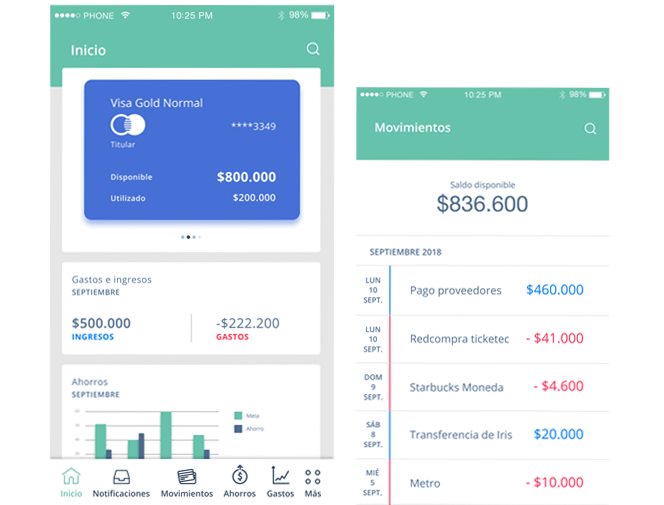 PHONE 10:25 PM 98%
Inicio
Visa Gold Normal
****3349
Titular
Disponible $800.000
Utilizado $200.000
Gastos e ingresos
SEPTIEMBRE
$500.000 -$222.200
INGRESOS GASTOS
Ahorros
SEPTIEMBRE
60
50
40
30
Meta
Ahorro
Inicio Notificaciones Movimientos Ahorros Gastos Más
PHONE 10:25 PM 98%
Movimientos
Saldo disponible
$836.600
SEPTIEMBRE 2018
LUN
10
SEPT.
Pago proveedores $460.000
LUN
10
SEPT.
Redcompra ticketec - $41.000
DOM
9
SEPT.
Starbucks Moneda - $4.600
SÁB
8
SEPT.
Transferencia de Iris $20.000
MIÉ
5
SEPT.
Metro - $10.000